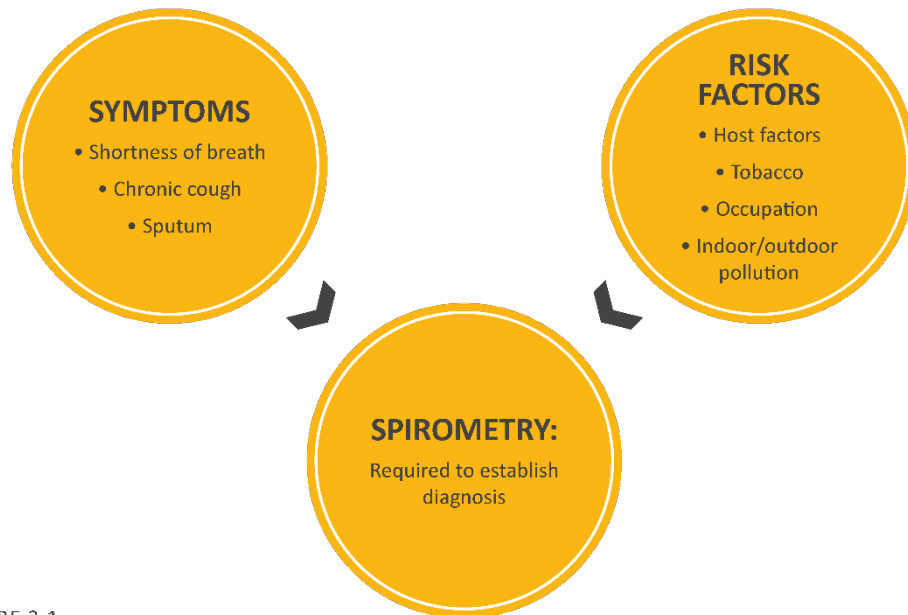 SYMPTOMS
• Shortness of breath
• Chronic cough
• Sputum
RISK
FACTORS
• Host factors
• Tobacco
• Occupation
• Indoor/outdoor
pollution
SPIROMETRY:
Required to establish
diagnosis